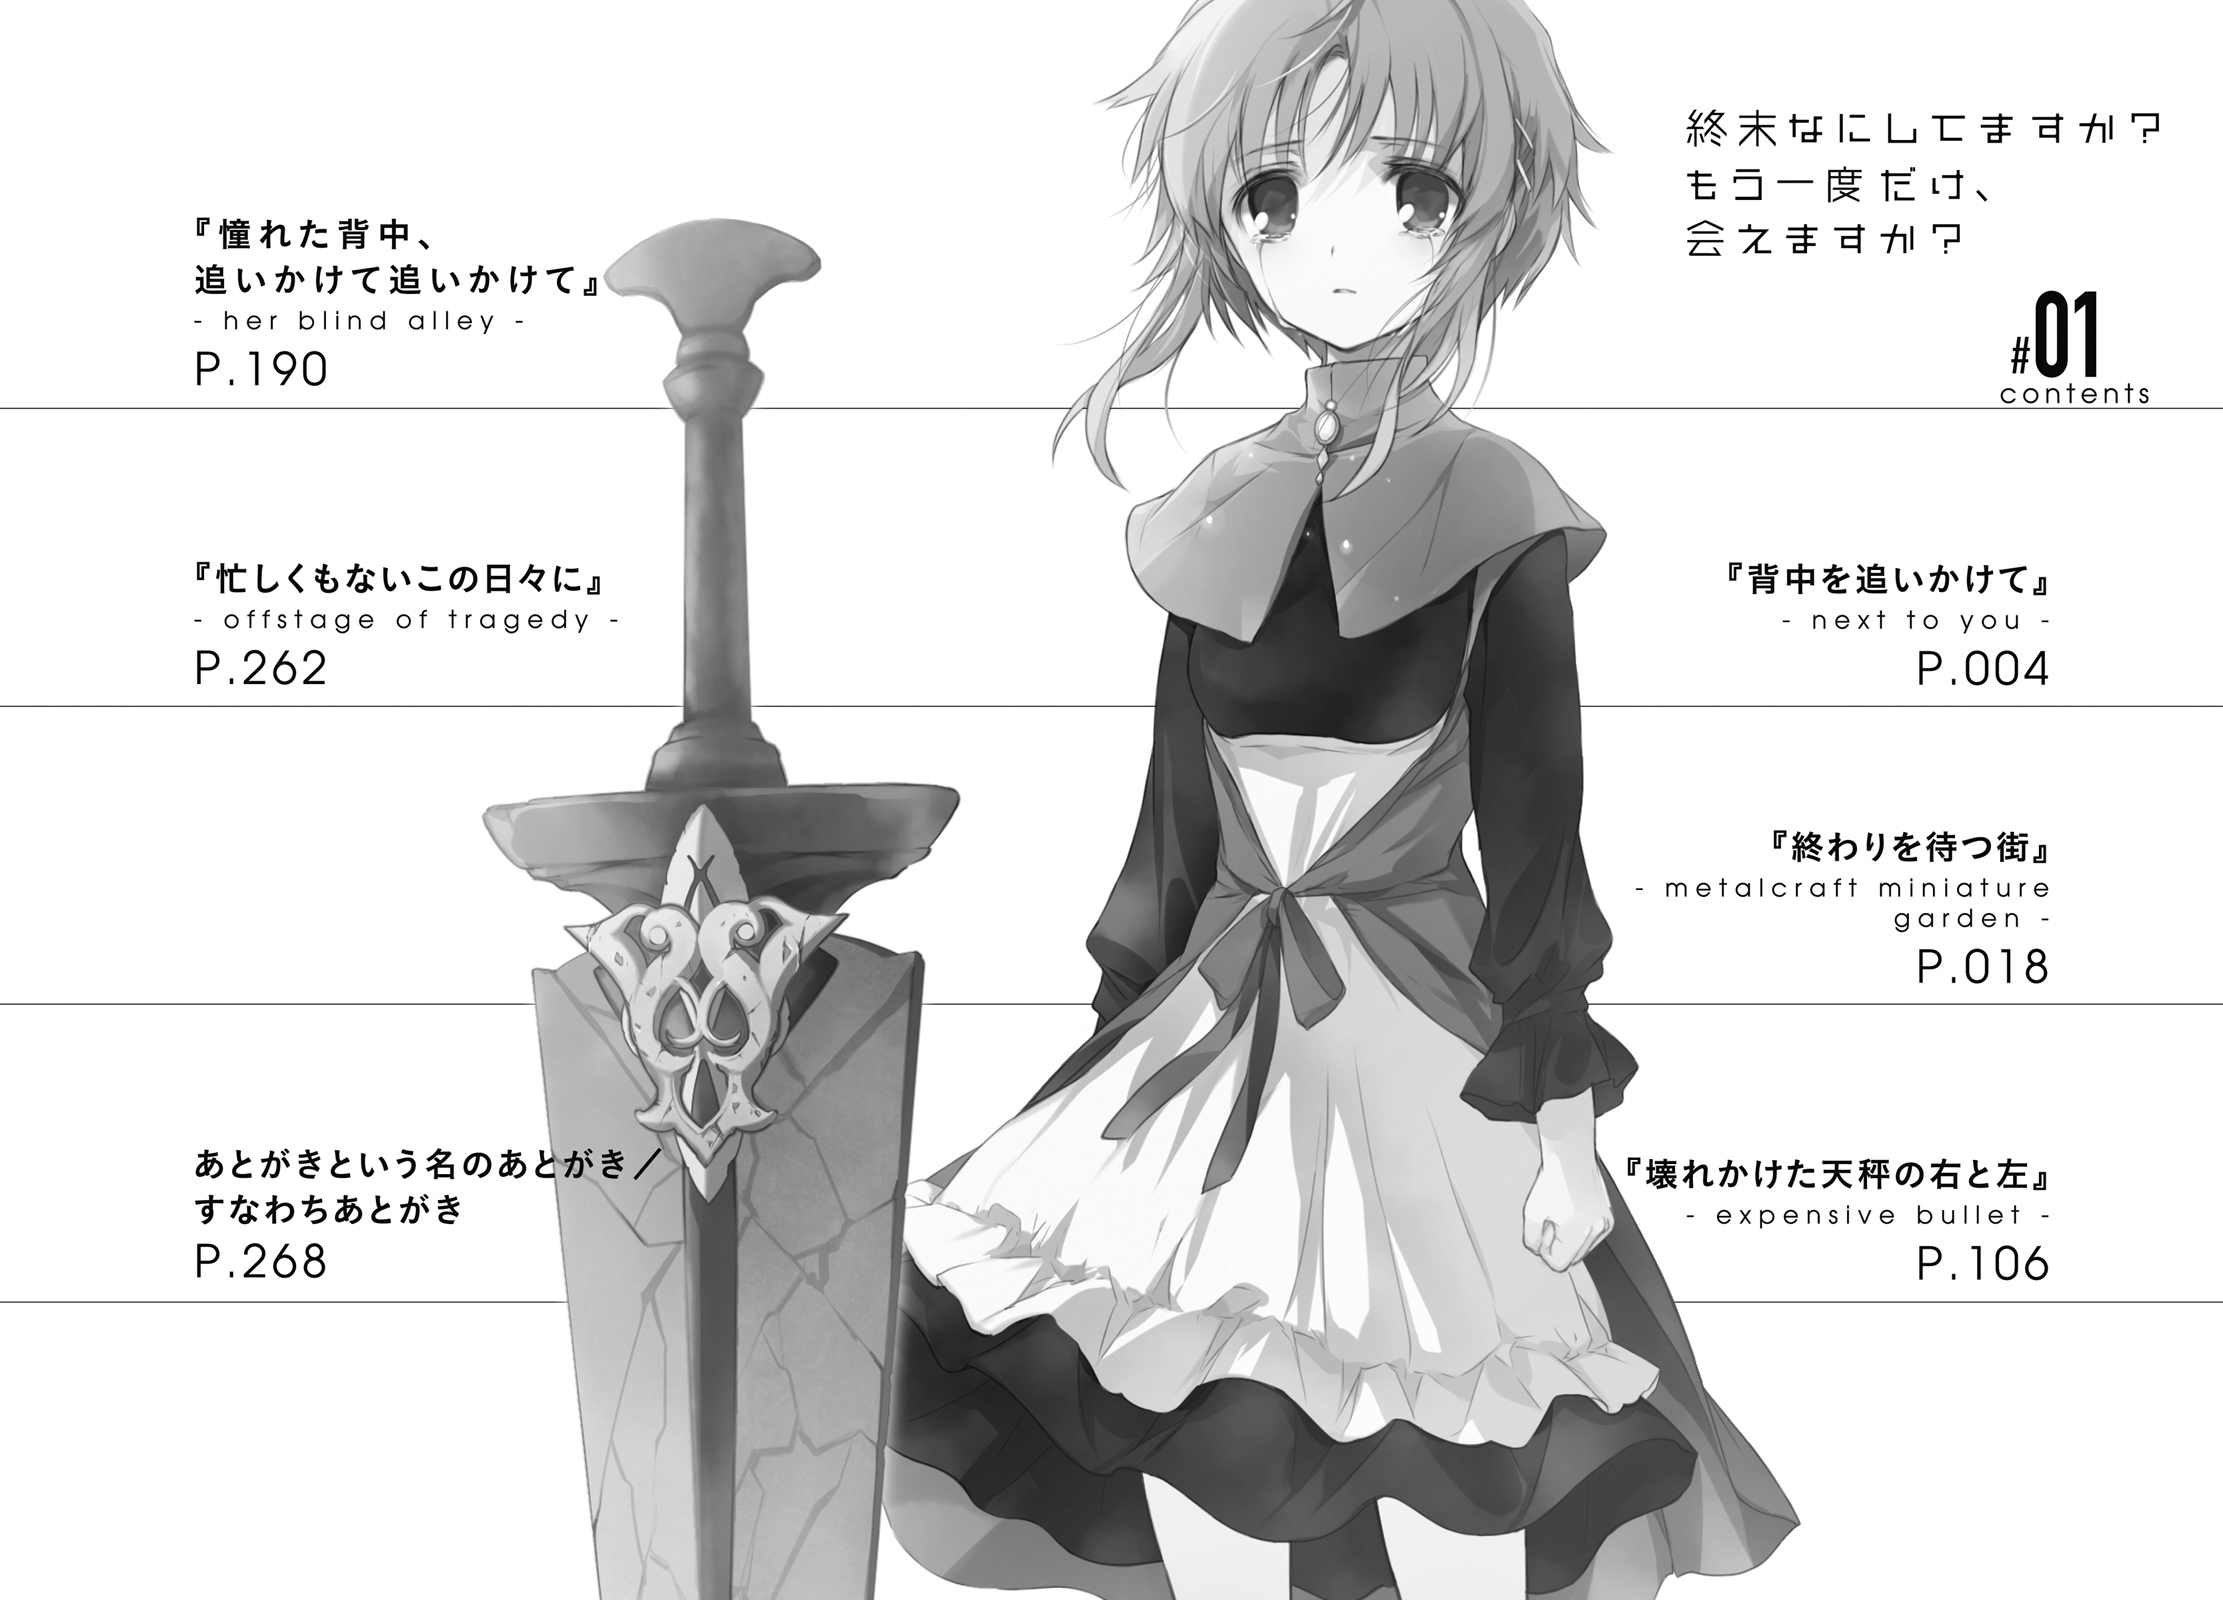 終末なにしてますか?
もう一度だけ、
会えますか?
#01
contents
『背中を追いかけて』
- next to you -
P.004
『終わりを待つ街』
- metalcraft miniature
garden -
P.018
『壊れかけた天秤の右と左』
- expensive bullet -
P.106
『憧れた背中、
追いかけて追いかけて』
- her blind alley -
P.190
『忙しくもないこの日々に』
- offstage of tragedy -
P.262
あとがきという名のあとがき／
すなわちあとがき
P.268